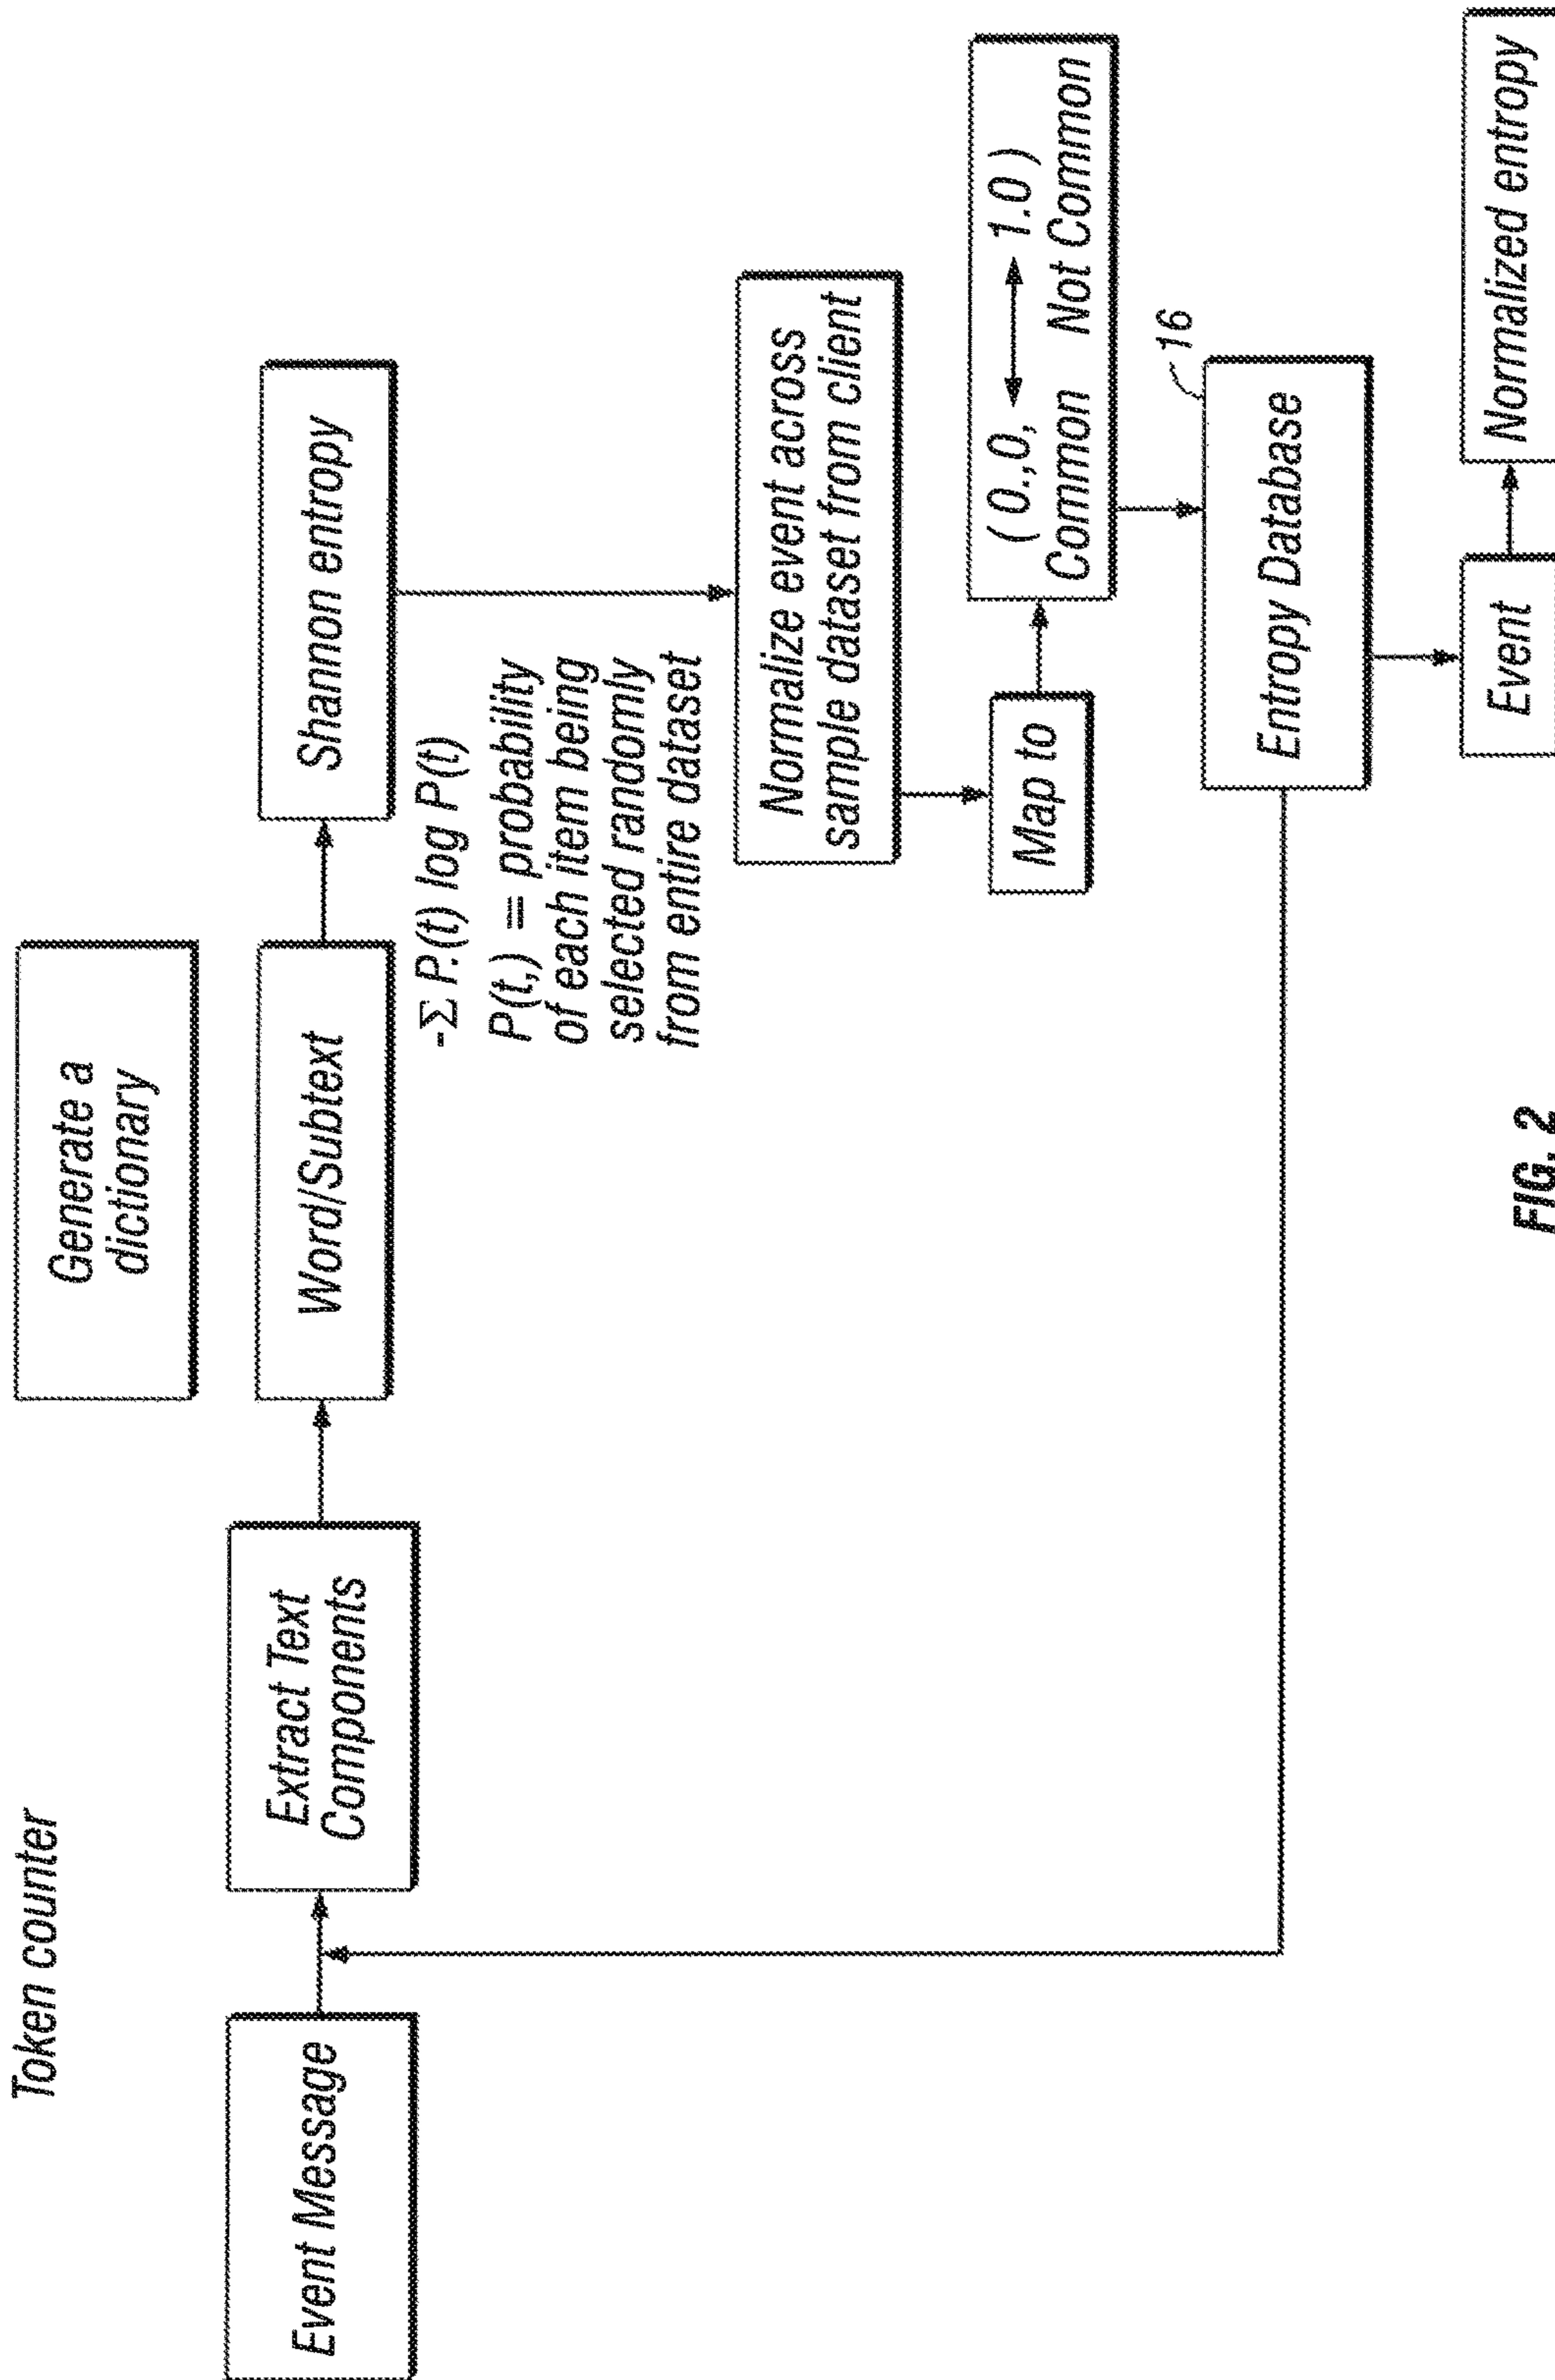 Token counter
Generate a
dictionary
Event Message
Extract Text
Components
Word/Subtext
Shannon entropy
-Σ P.(t) log P(t)
P(t,) = probability
of each item being
selected randomly
from entire dataset
Normalize event across
sample dataset from client
Map to
( 0.,0, 1.0 )
Common Not Common
16
Entropy Database
Event
Normalized entropy
FIG. 2